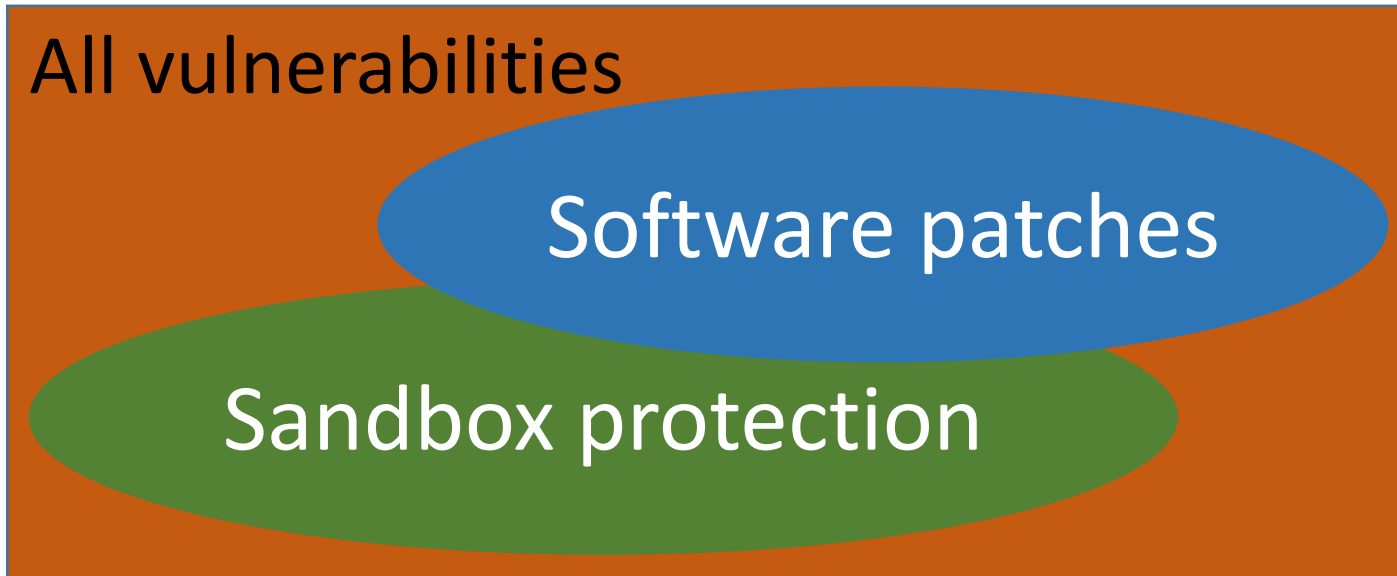 All vulnerabilities
Software patches
Sandbox protection